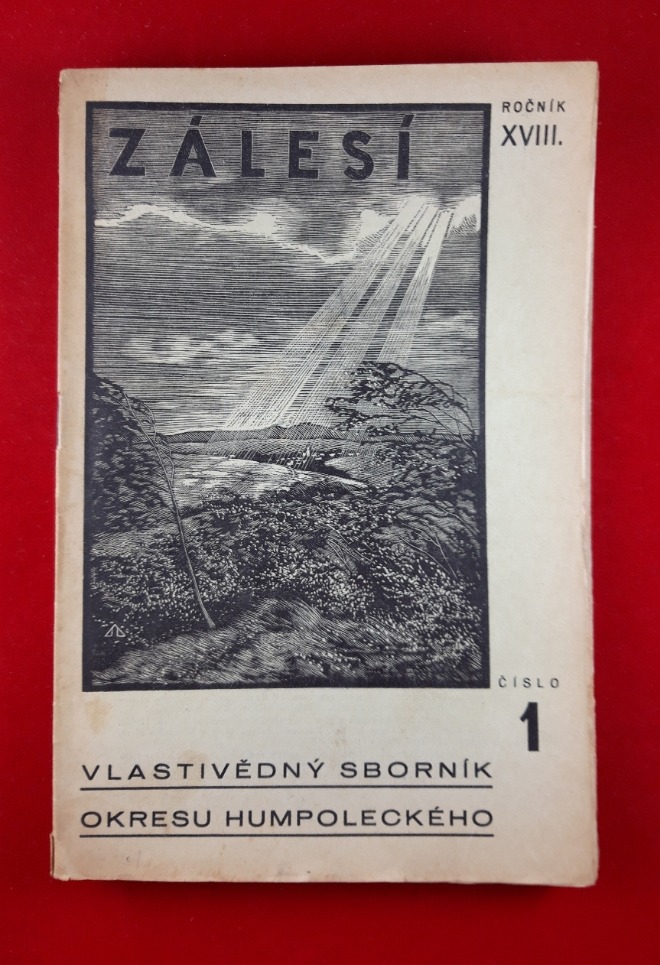 ZÁLESÍ
ROČNÍK
XVIII.
ČÍSLO
1
VLASTIVĚDNÝ SBORNÍK
OKRESU HUMPOLECKÉHO